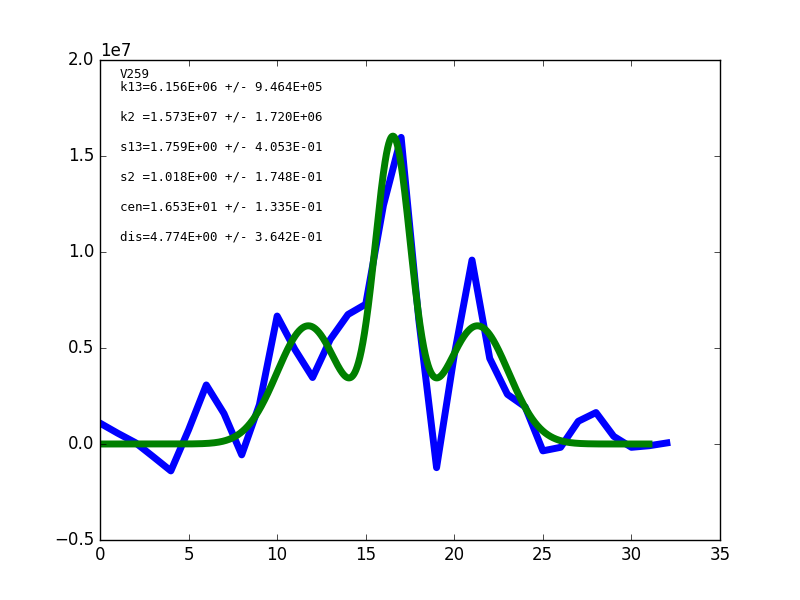 1e7
2.0
V259
k13=6.156E+06 +/- 9.464E+05
k2 =1.573E+07 +/- 1.720E+06
1.5
s13=1.759E+00 +/- 4.053E-01
s2 =1.018E+00 +/- 1.748E-01
cen=1.653E+01 +/- 1.335E-01
dis=4.774E+00 +/- 3.642E-01
1.0
0.5
0.0
−0.5
0 5 10 15 20 25 30 35